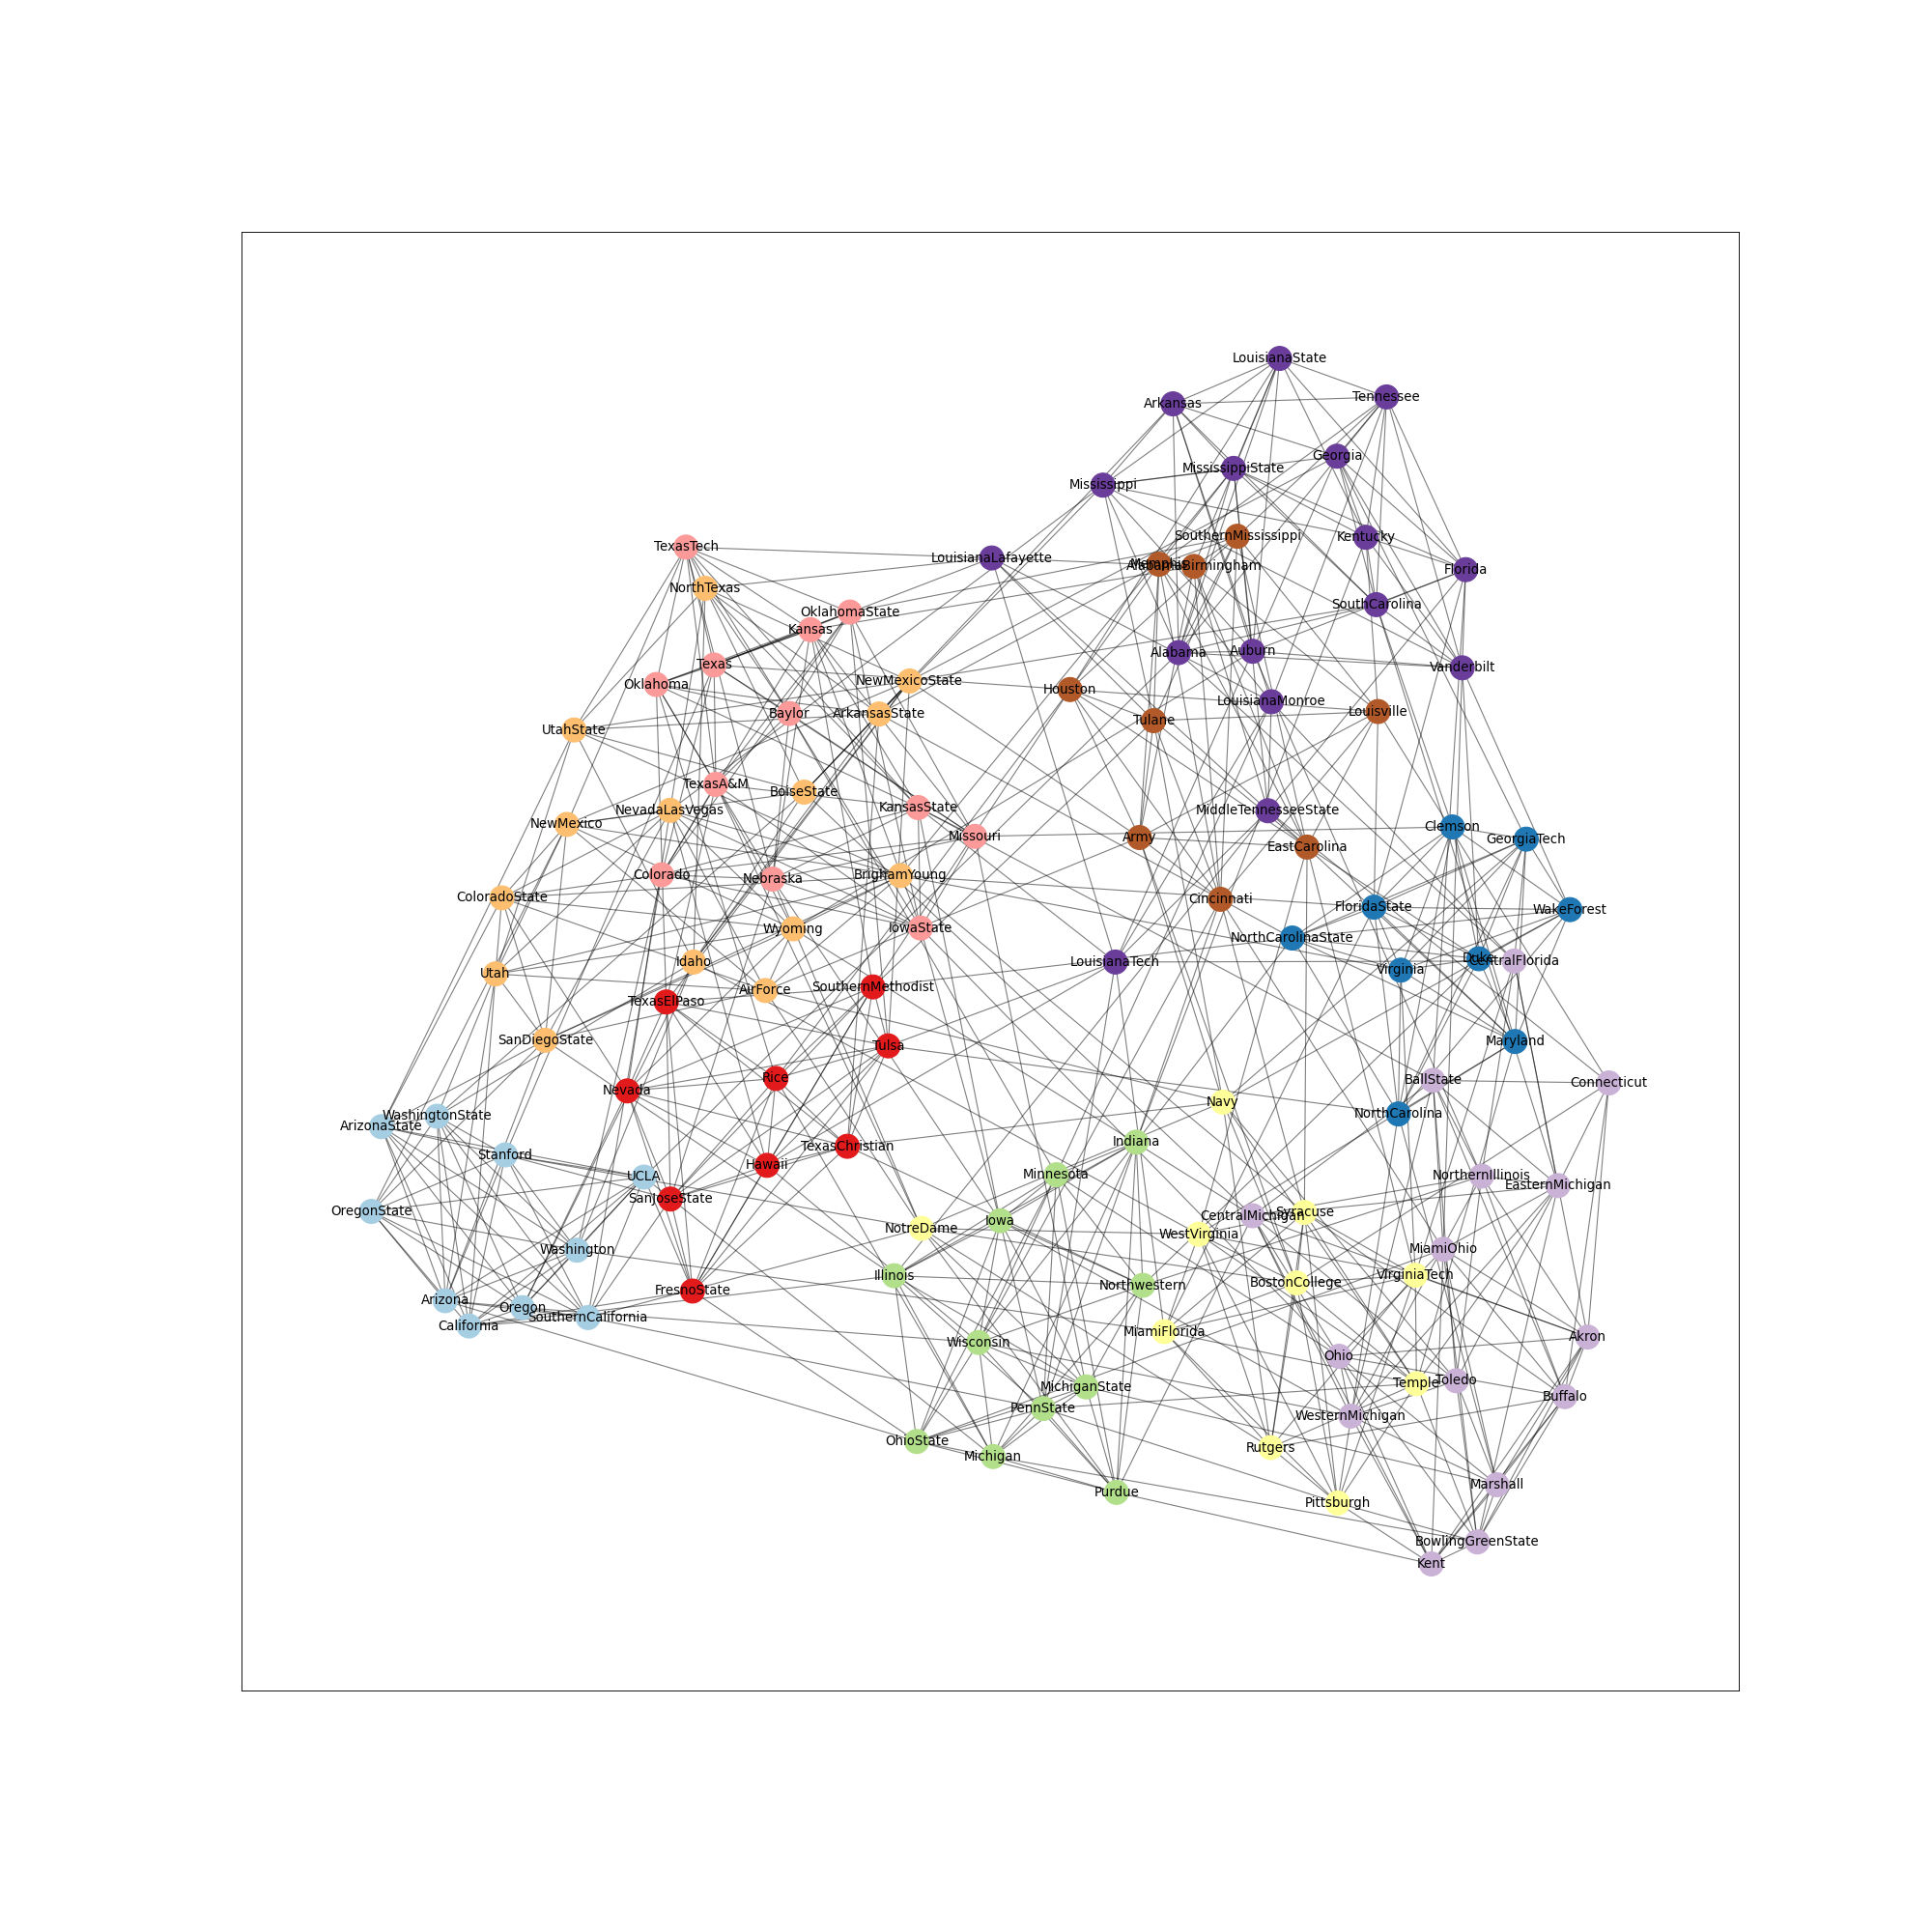 LouisianaState
Tennessee
Arkansas
Georgia
MississippiState
Mississippi
SouthernMississippi
Kentucky
TexasTech
LouisianaLafayette
Memphis
AlabamaBirmingham
Florida
NorthTexas
SouthCarolina
OklahomaState
Kansas
Auburn
Alabama
Texas
Vanderbilt
NewMexicoState
Oklahoma
Houston
LouisianaMonroe
Louisville
Baylor
ArkansasState
Tulane
UtahState
TexasA&M
BoiseState
KansasState
NevadaLasVegas
MiddleTennesseeState
NewMexico
Clemson
Missouri
Army
GeorgiaTech
EastCarolina
Colorado
BrighamYoung
Nebraska
ColoradoState
Cincinnati
FloridaState
WakeForest
Wyoming
IowaState
NorthCarolinaState
Duke
CentralFlorida
Idaho
LouisianaTech
Virginia
Utah
SouthernMethodist
AirForce
TexasElPaso
SanDiegoState
Maryland
Tulsa
Rice
BallState
Connecticut
Nevada
Navy
NorthCarolina
WashingtonState
ArizonaState
Indiana
TexasChristian
Stanford
Hawaii
Minnesota
UCLA
NorthernIllinois
EasternMichigan
SanJoseState
OregonState
Syracuse
CentralMichigan
Iowa
NotreDame
WestVirginia
MiamiOhio
Washington
Illinois
VirginiaTech
BostonCollege
Northwestern
FresnoState
Arizona
Oregon
SouthernCalifornia
California
MiamiFlorida
Akron
Wisconsin
Ohio
Toledo
Temple
MichiganState
Buffalo
PennState
WesternMichigan
OhioState
Rutgers
Michigan
Marshall
Purdue
Pittsburgh
BowlingGreenState
Kent